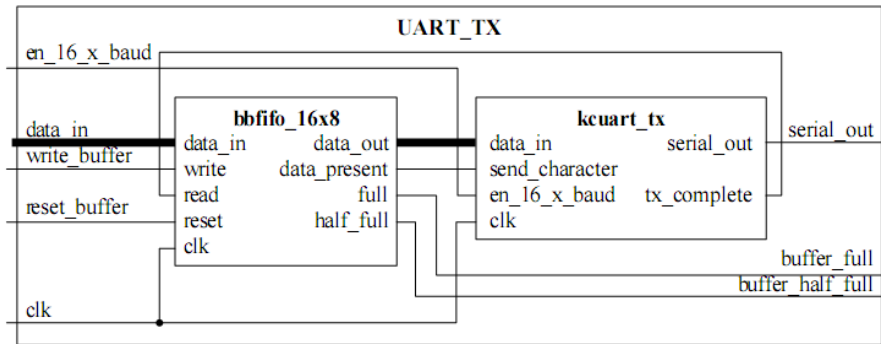 UART_TX
en_16_x_baud
bbfifo_16x8
kcuart_tx
data_in
data_in
data_out
data_in
serial_out
serial_out
write_buffer
write
data_present
send_character
read
full
en_16_x_baud
tx_complete
reset_buffer
reset
half_full
clk
clk
buffer_full
buffer_half_full
clk